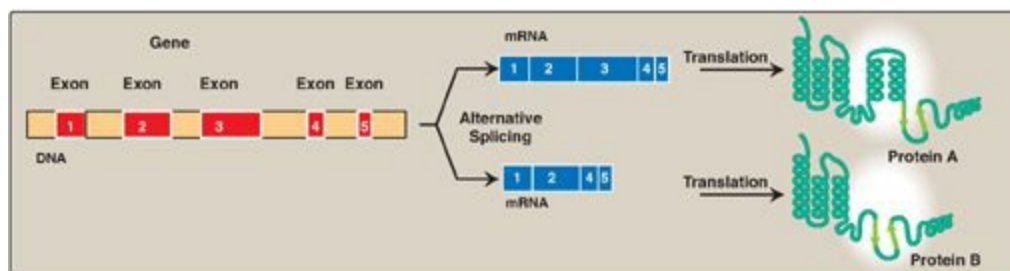 Gene
Exon Exon Exon Exon Exon
1 2 3 4 5
DNA
Alternative
Splicing
mRNA
1 2 3 4 5
Translation
Protein A
1 2 4 5
mRNA
Translation
Protein B